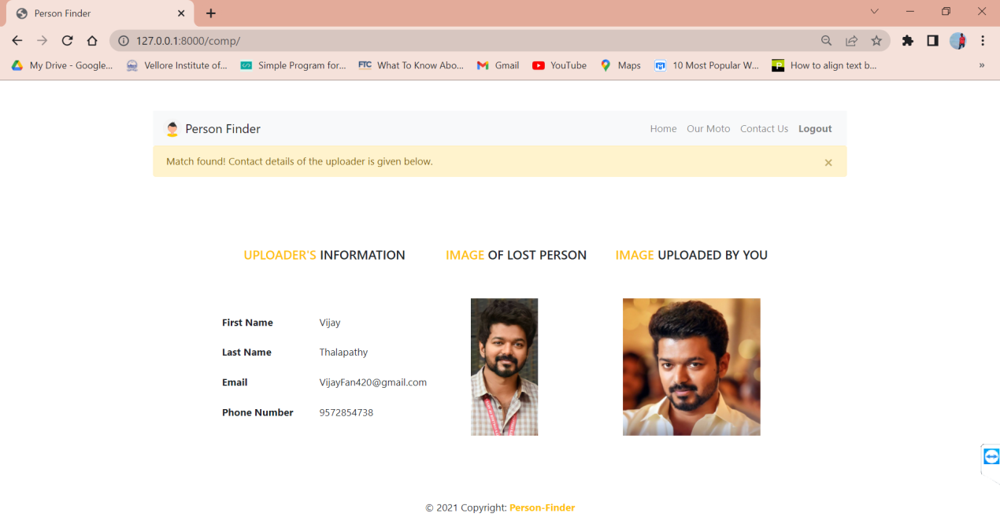 Person Finder
127.0.0.1:8000/comp/
My Drive - Google... Vellore Institute of... Simple Program for... FTC What To Know Abo... Gmail YouTube Maps 10 Most Popular W... P How to align text b... »
Person Finder Home Our Moto Contact Us Logout
Match found! Contact details of the uploader is given below. ×
UPLOADER'S INFORMATION IMAGE OF LOST PERSON IMAGE UPLOADED BY YOU
First Name Vijay
Last Name Thalapathy
Email VijayFan420@gmail.com
Phone Number 9572854738
© 2021 Copyright: Person-Finder